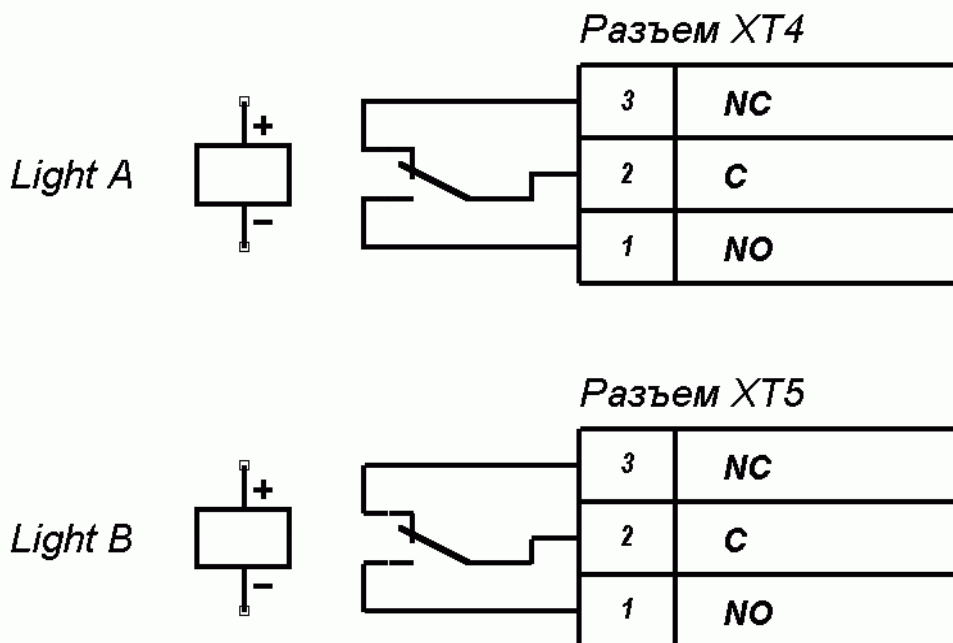 Разъем XT4
3 NC
Light A
+
2 C
−
1 NO
Разъем XT5
3 NC
+
Light B
2 C
−
1 NO